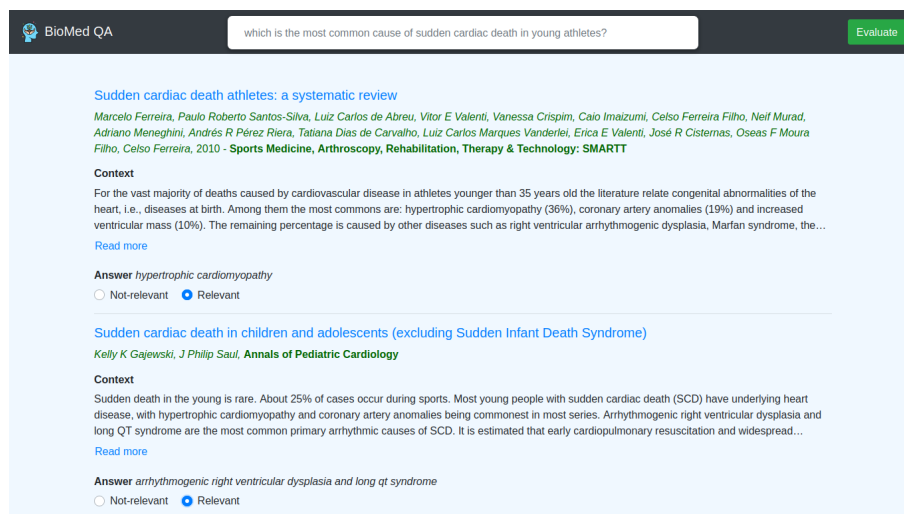 BioMed QA
which is the most common cause of sudden cardiac death in young athletes?
Evaluate
Sudden cardiac death athletes: a systematic review
Marcelo Ferreira, Paulo Roberto Santos-Silva, Luiz Carlos de Abreu, Vitor E Valenti, Vanessa Crispim, Caio Imaizumi, Celso Ferreira Filho, Neif Murad,
Adriano Meneghini, Andrés R Pérez Riera, Tatiana Dias de Carvalho, Luiz Carlos Marques Vanderlei, Erica E Valenti, José R Cisternas, Oseas F Moura
Filho, Celso Ferreira, 2010 - Sports Medicine, Arthroscopy, Rehabilitation, Therapy & Technology: SMARTT
Context
For the vast majority of deaths caused by cardiovascular disease in athletes younger than 35 years old the literature relate congenital abnormalities of the
heart, i.e., diseases at birth. Among them the most commons are: hypertrophic cardiomyopathy (36%), coronary artery anomalies (19%) and increased
ventricular mass (10%). The remaining percentage is caused by other diseases such as right ventricular arrhythmogenic dysplasia, Marfan syndrome, the…
Read more
Answer hypertrophic cardiomyopathy
Not-relevant Relevant
Sudden cardiac death in children and adolescents (excluding Sudden Infant Death Syndrome)
Kelly K Gajewski, J Philip Saul, Annals of Pediatric Cardiology
Context
Sudden death in the young is rare. About 25% of cases occur during sports. Most young people with sudden cardiac death (SCD) have underlying heart
disease, with hypertrophic cardiomyopathy and coronary artery anomalies being commonest in most series. Arrhythmogenic right ventricular dysplasia and
long QT syndrome are the most common primary arrhythmic causes of SCD. It is estimated that early cardiopulmonary resuscitation and widespread…
Read more
Answer arrhythmogenic right ventricular dysplasia and long qt syndrome
Not-relevant Relevant